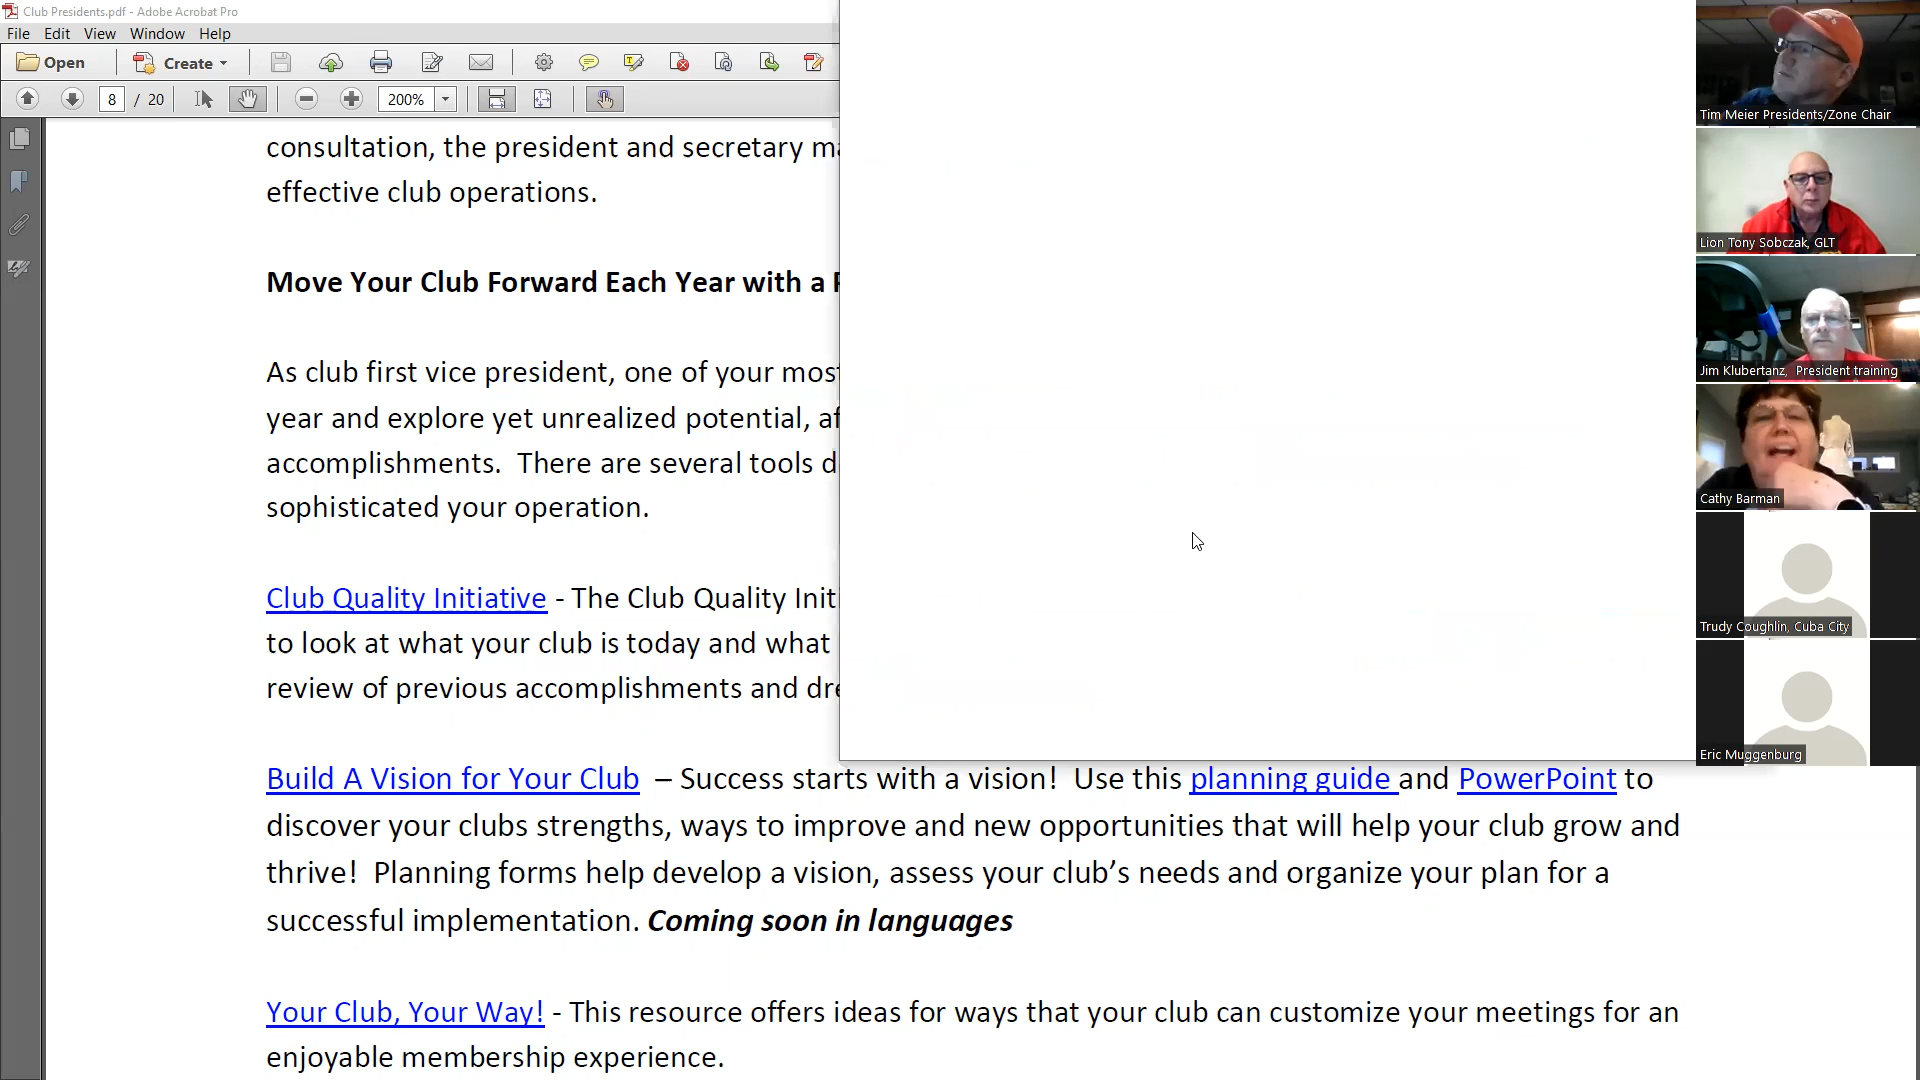 Club Presidents.pdf - Adobe Acrobat Pro
File Edit View Window Help
Open Create
8 / 20 200%
consultation, the president and secretary
effective club operations.
Move Your Club Forward Each Year with a
As club first vice president, one of your most
year and explore yet unrealized potential,
accomplishments. There are several tools
sophisticated your operation.
Club Quality Initiative - The Club Quality
to look at what your club is today and what
review of previous accomplishments and
Build A Vision for Your Club – Success starts with a vision! Use this planning guide and PowerPoint to
discover your clubs strengths, ways to improve and new opportunities that will help your club grow and
thrive! Planning forms help develop a vision, assess your club’s needs and organize your plan for a
successful implementation. Coming soon in languages
Your Club, Your Way! - This resource offers ideas for ways that your club can customize your meetings for an
enjoyable membership experience.
Tim Meier Presidents/Zone Chair
Lion Tony Sobczak, GLT
Jim Klubertanz, President training
Cathy Barman
Trudy Coughlin, Cuba City
Eric Muggenburg